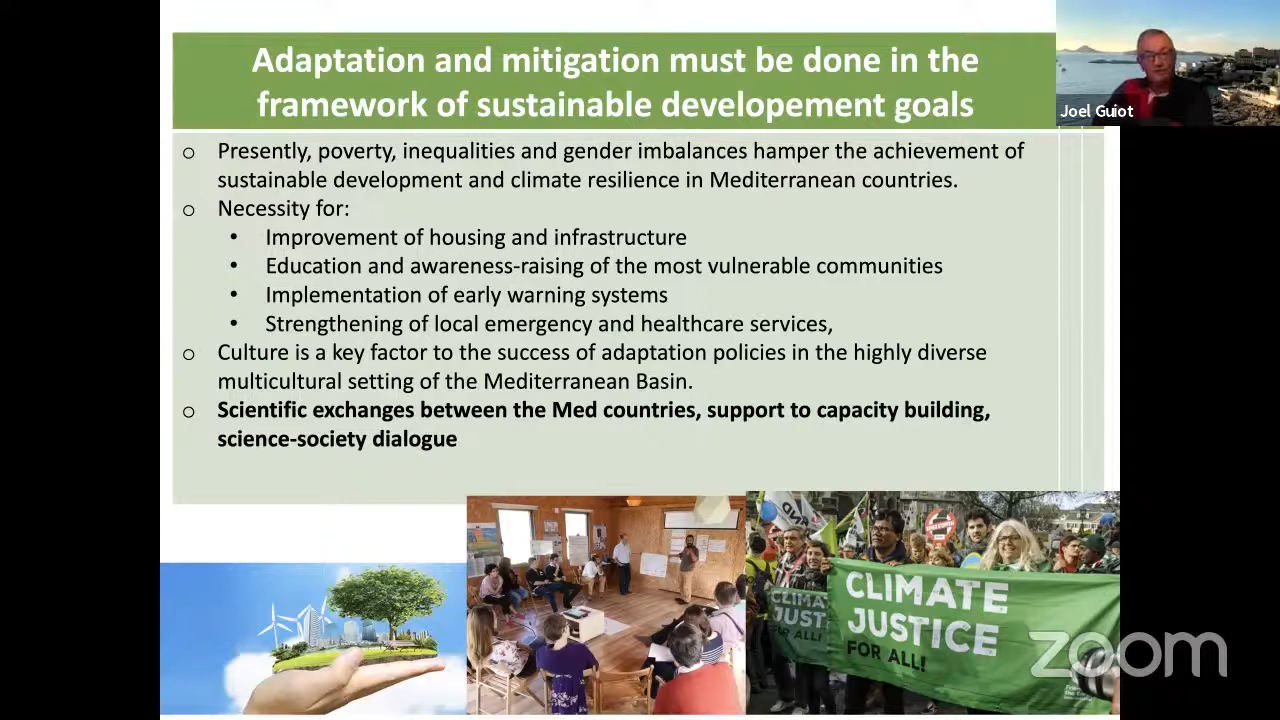 Adaptation and mitigation must be done in the
framework of sustainable developement goals
Joel Guiot
o Presently, poverty, inequalities and gender imbalances hamper the achievement of
sustainable development and climate resilience in Mediterranean countries.
o Necessity for:
• Improvement of housing and infrastructure
• Education and awareness-raising of the most vulnerable communities
• Implementation of early warning systems
• Strengthening of local emergency and healthcare services,
o Culture is a key factor to the success of adaptation policies in the highly diverse
multicultural setting of the Mediterranean Basin.
o Scientific exchanges between the Med countries, support to capacity building,
science-society dialogue
CLIMATE
JUSTICE
FOR ALL!
CLIMA
JUST
FOR ALL!
zoom